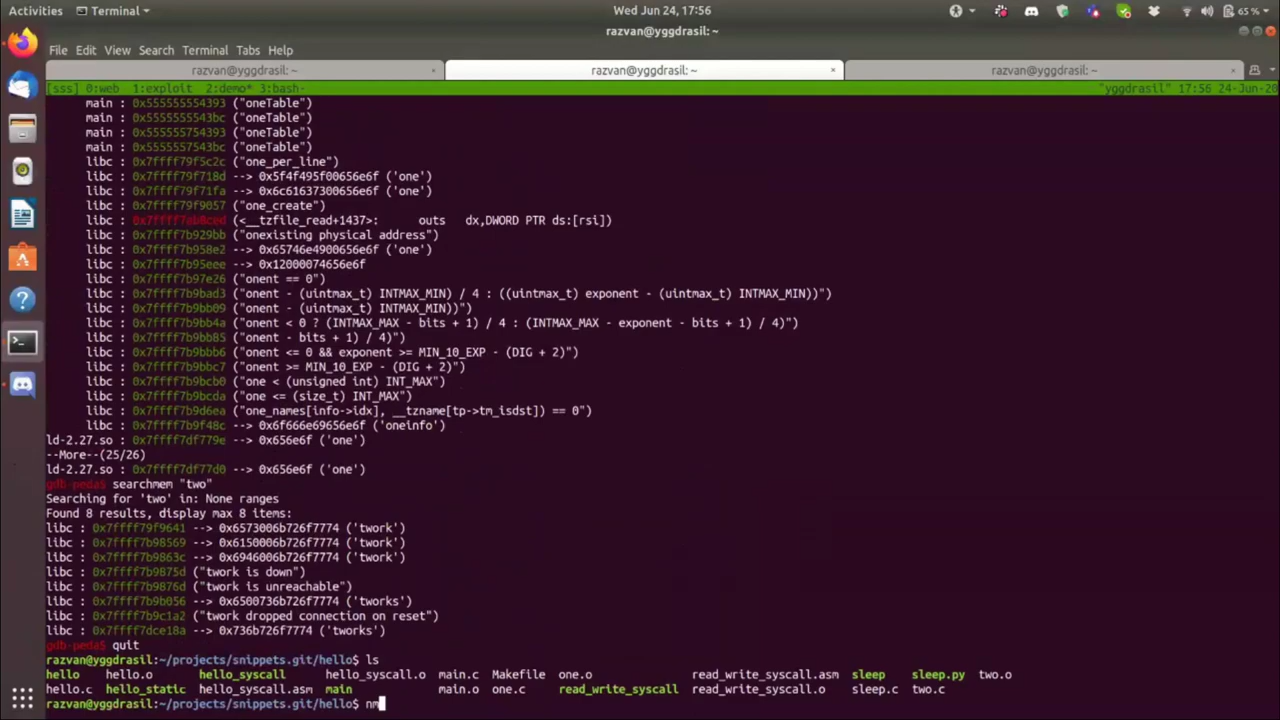 Activities Terminal Wed Jun 24, 17:56 65 %
razvan@yggdrasil: ~
File Edit View Search Terminal Tabs Help
razvan@yggdrasil: ~ × razvan@yggdrasil: ~ × razvan@yggdrasil: ~ ×
[sss] 0:web 1:exploit 2:demo* 3:bash- "yggdrasil" 17:56 24-Jun-20
main : 0x555555554393 ("oneTable")
main : 0x5555555543bc ("oneTable")
main : 0x555555754393 ("oneTable")
main : 0x5555557543bc ("oneTable")
libc : 0x7ffff79f5c2c ("one_per_line")
libc : 0x7ffff79f718d --> 0x5f4f495f00656e6f ('one')
libc : 0x7ffff79f71fa --> 0x6c61637300656e6f ('one')
libc : 0x7ffff79f9057 ("one_create")
libc : 0x7ffff7ab8ced (<__tzfile_read+1437>: outs dx,DWORD PTR ds:[rsi])
libc : 0x7ffff7b929bb ("onexisting physical address")
libc : 0x7ffff7b958e2 --> 0x65746e4900656e6f ('one')
libc : 0x7ffff7b95eee --> 0x12000074656e6f
libc : 0x7ffff7b97e26 ("onent == 0")
libc : 0x7ffff7b9bad3 ("onent - (uintmax_t) INTMAX_MIN) / 4 : ((uintmax_t) exponent - (uintmax_t) INTMAX_MIN))")
libc : 0x7ffff7b9bb09 ("onent - (uintmax_t) INTMAX_MIN))")
libc : 0x7ffff7b9bb4a ("onent < 0 ? (INTMAX_MAX - bits + 1) / 4 : (INTMAX_MAX - exponent - bits + 1) / 4)")
libc : 0x7ffff7b9bb85 ("onent - bits + 1) / 4)")
libc : 0x7ffff7b9bbb6 ("onent <= 0 && exponent >= MIN_10_EXP - (DIG + 2)")
libc : 0x7ffff7b9bbc7 ("onent >= MIN_10_EXP - (DIG + 2)")
libc : 0x7ffff7b9bcb0 ("one < (unsigned int) INT_MAX")
libc : 0x7ffff7b9bcda ("one <= (size_t) INT_MAX")
libc : 0x7ffff7b9d6ea ("one_names[info->idx], __tzname[tp->tm_isdst]) == 0")
libc : 0x7ffff7b9f48c --> 0x6f666e69656e6f ('oneinfo')
ld-2.27.so : 0x7ffff7df779e --> 0x656e6f ('one')
--More--(25/26)
ld-2.27.so : 0x7ffff7df77d0 --> 0x656e6f ('one')
gdb-peda$ searchmem "two"
Searching for 'two' in: None ranges
Found 8 results, display max 8 items:
libc : 0x7ffff79f9641 --> 0x6573006b726f7774 ('twork')
libc : 0x7ffff7b98569 --> 0x6150006b726f7774 ('twork')
libc : 0x7ffff7b9863c --> 0x6946006b726f7774 ('twork')
libc : 0x7ffff7b9875d ("twork is down")
libc : 0x7ffff7b9876d ("twork is unreachable")
libc : 0x7ffff7b9b056 --> 0x6500736b726f7774 ('tworks')
libc : 0x7ffff7b9c1a2 ("twork dropped connection on reset")
libc : 0x7ffff7dce18a --> 0x736b726f7774 ('tworks')
gdb-peda$ quit
razvan@yggdrasil:~/projects/snippets.git/hello$ ls
hello hello.o hello_syscall hello_syscall.o main.c Makefile one.o read_write_syscall.asm sleep sleep.py two.o
hello.c hello_static hello_syscall.asm main main.o one.c read_write_syscall read_write_syscall.o sleep.c two.c
razvan@yggdrasil:~/projects/snippets.git/hello$ nm